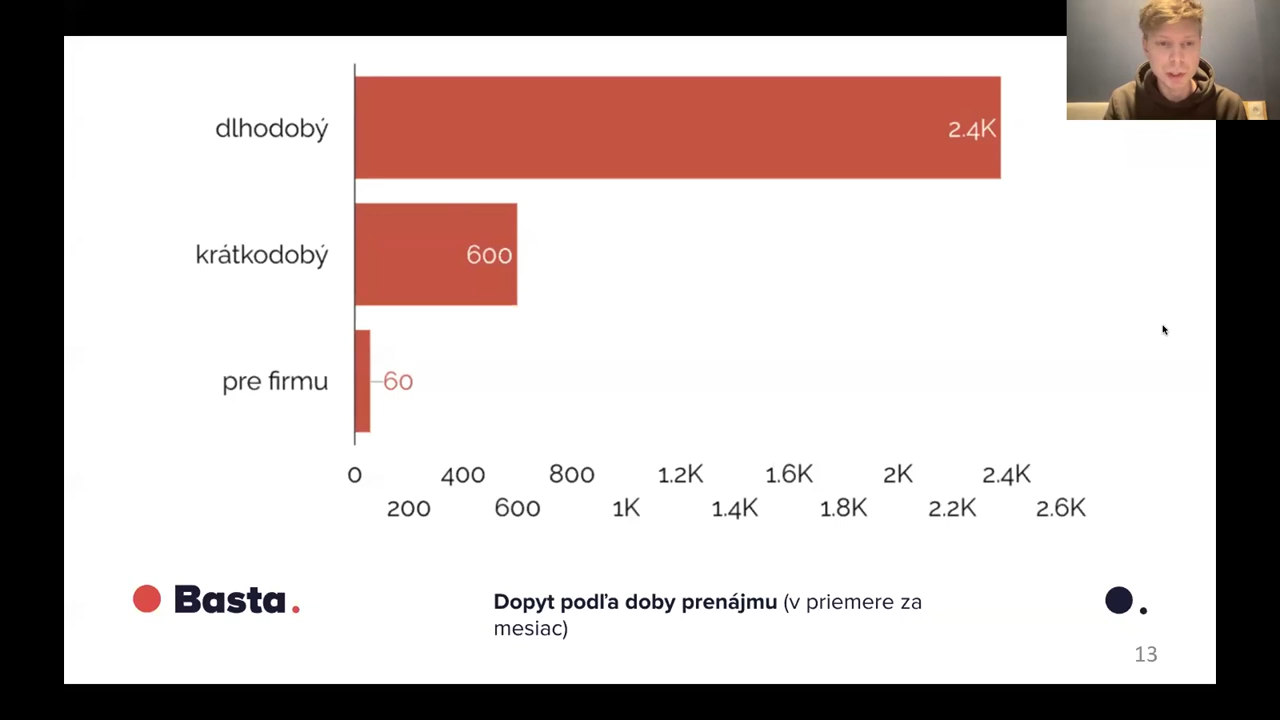 dlhodobý
2.4K
krátkodobý
600
pre firmu
60
0 400 800 1.2K 1.6K 2K 2.4K
200 600 1K 1.4K 1.8K 2.2K 2.6K
Basta.
Dopyt podľa doby prenájmu (v priemere za
mesiac)
13